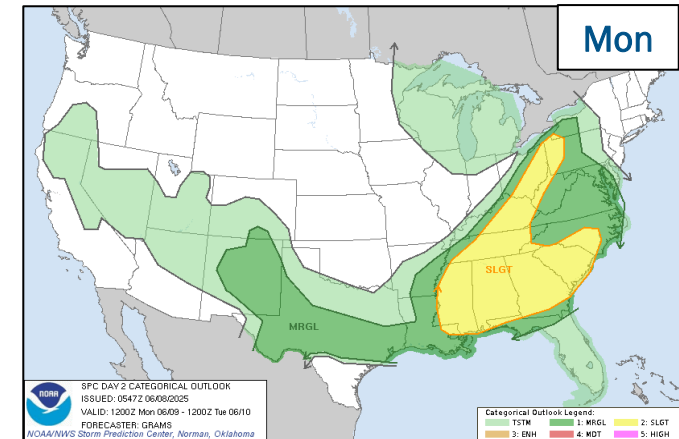 Mon
SLGT
MRGL
NOAA
SPC DAY 2 CATEGORICAL OUTLOOK
ISSUED: 0547Z 06/08/2025
VALID: 1200Z Mon 06/09 - 1200Z Tue 06/10
FORECASTER: GRAMS
NOAA/NWS Storm Prediction Center, Norman, Oklahoma
Categorical Outlook Legend:
TSTM 1: MRGL 2: SLGT
3: ENH 4: MDT 5: HIGH